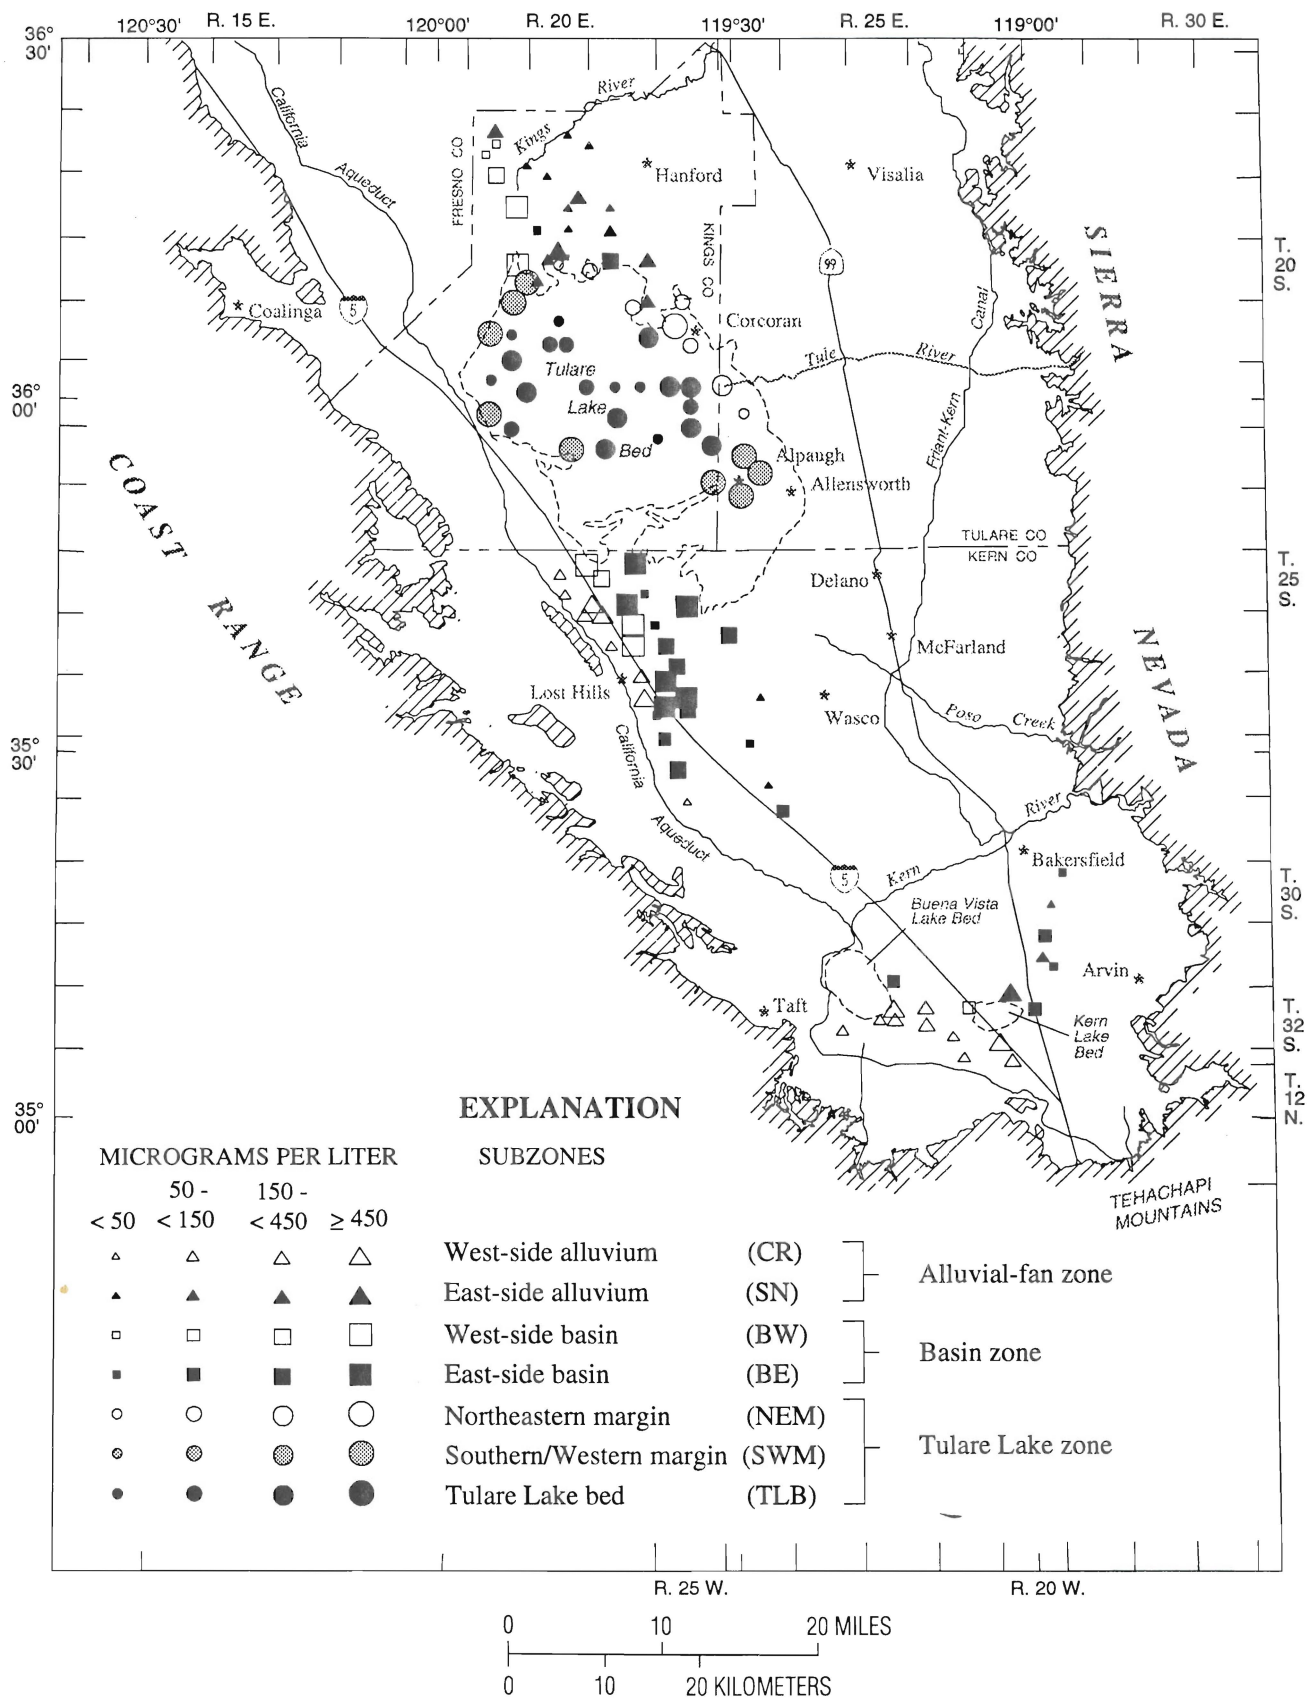 120°30' R. 15 E. 120°00' R. 20 E. 119°30' R. 25 E. 119°00' R. 30 E.
36°
30'
River
Kings
California
Aqueduct
FRESNO CO
Hanford
Visalia
KINGS CO
SIERRA
T.
20
S.
99
Coalinga
5
Corcoran
Canal
Tule River
Tulare
Lake
Bed
36°
00'
Friant-Kern
Alpaugh
Allensworth
COAST
RANGE
TULARE CO
KERN CO
T.
25
S.
Delano
McFarland
NEVADA
Lost Hills
Wasco
Poso Creek
35°
30'
California
Aqueduct
River
Kern
5
Bakersfield
T.
30
S.
Buena Vista
Lake Bed
Arvin
Taft
Kern
Lake
Bed
T.
32
S.
T.
12
N.
35°
00'
TEHACHAPI
MOUNTAINS
EXPLANATION
MICROGRAMS PER LITER SUBZONES
50 - 150 -
< 50 < 150 < 450 ≥ 450
West-side alluvium (CR)
East-side alluvium (SN)
Alluvial-fan zone
West-side basin (BW)
East-side basin (BE)
Basin zone
Northeastern margin (NEM)
Southern/Western margin (SWM)
Tulare Lake bed (TLB)
Tulare Lake zone
R. 25 W. R. 20 W.
0 10 20 MILES
0 10 20 KILOMETERS